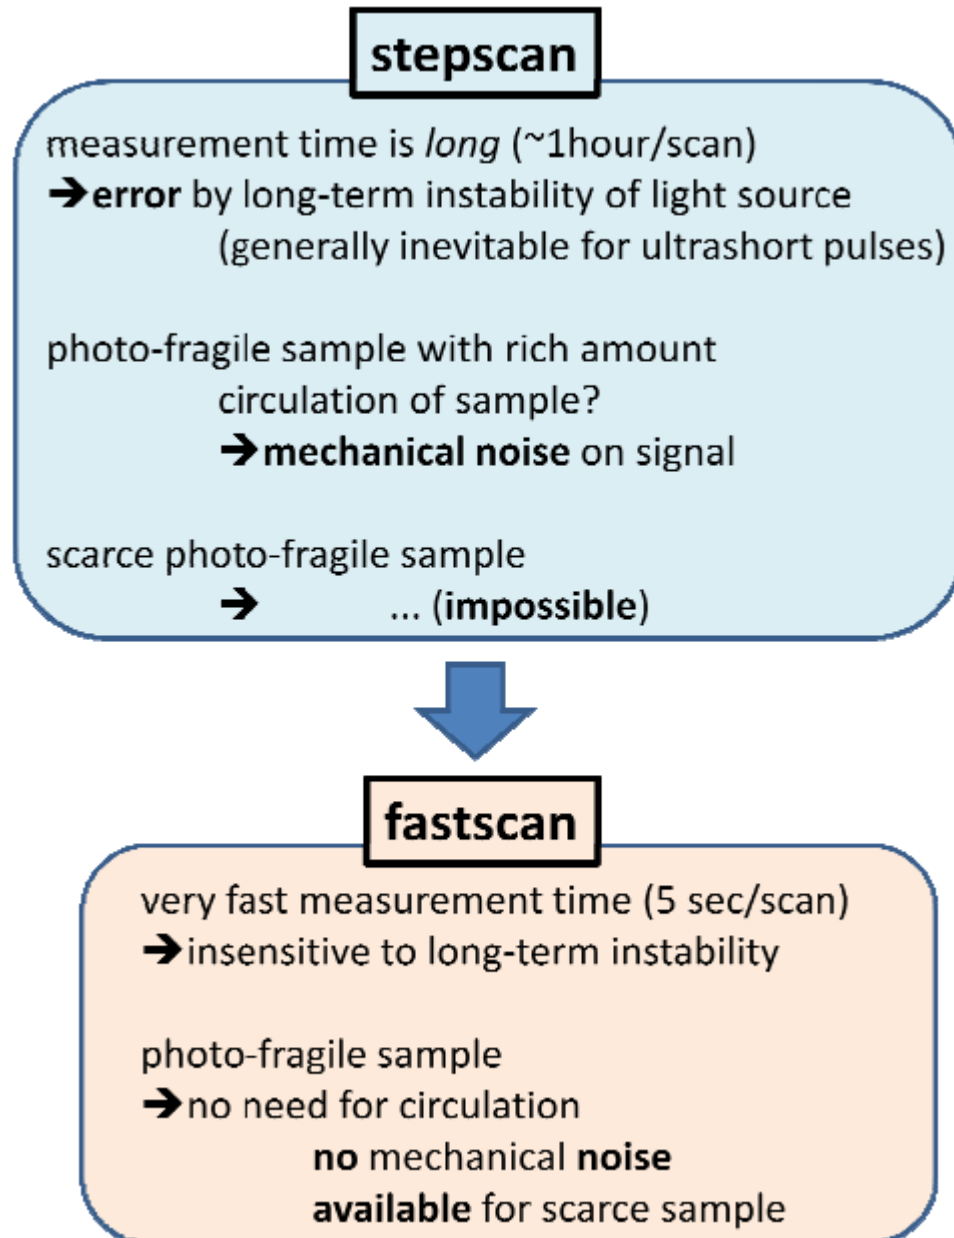 stepscan
measurement time is long (~1hour/scan)
➔error by long-term instability of light source
(generally inevitable for ultrashort pulses)
photo-fragile sample with rich amount
circulation of sample?
➔mechanical noise on signal
scarce photo-fragile sample
➔ ... (impossible)
fastscan
very fast measurement time (5 sec/scan)
➔insensitive to long-term instability
photo-fragile sample
➔no need for circulation
no mechanical noise
available for scarce sample